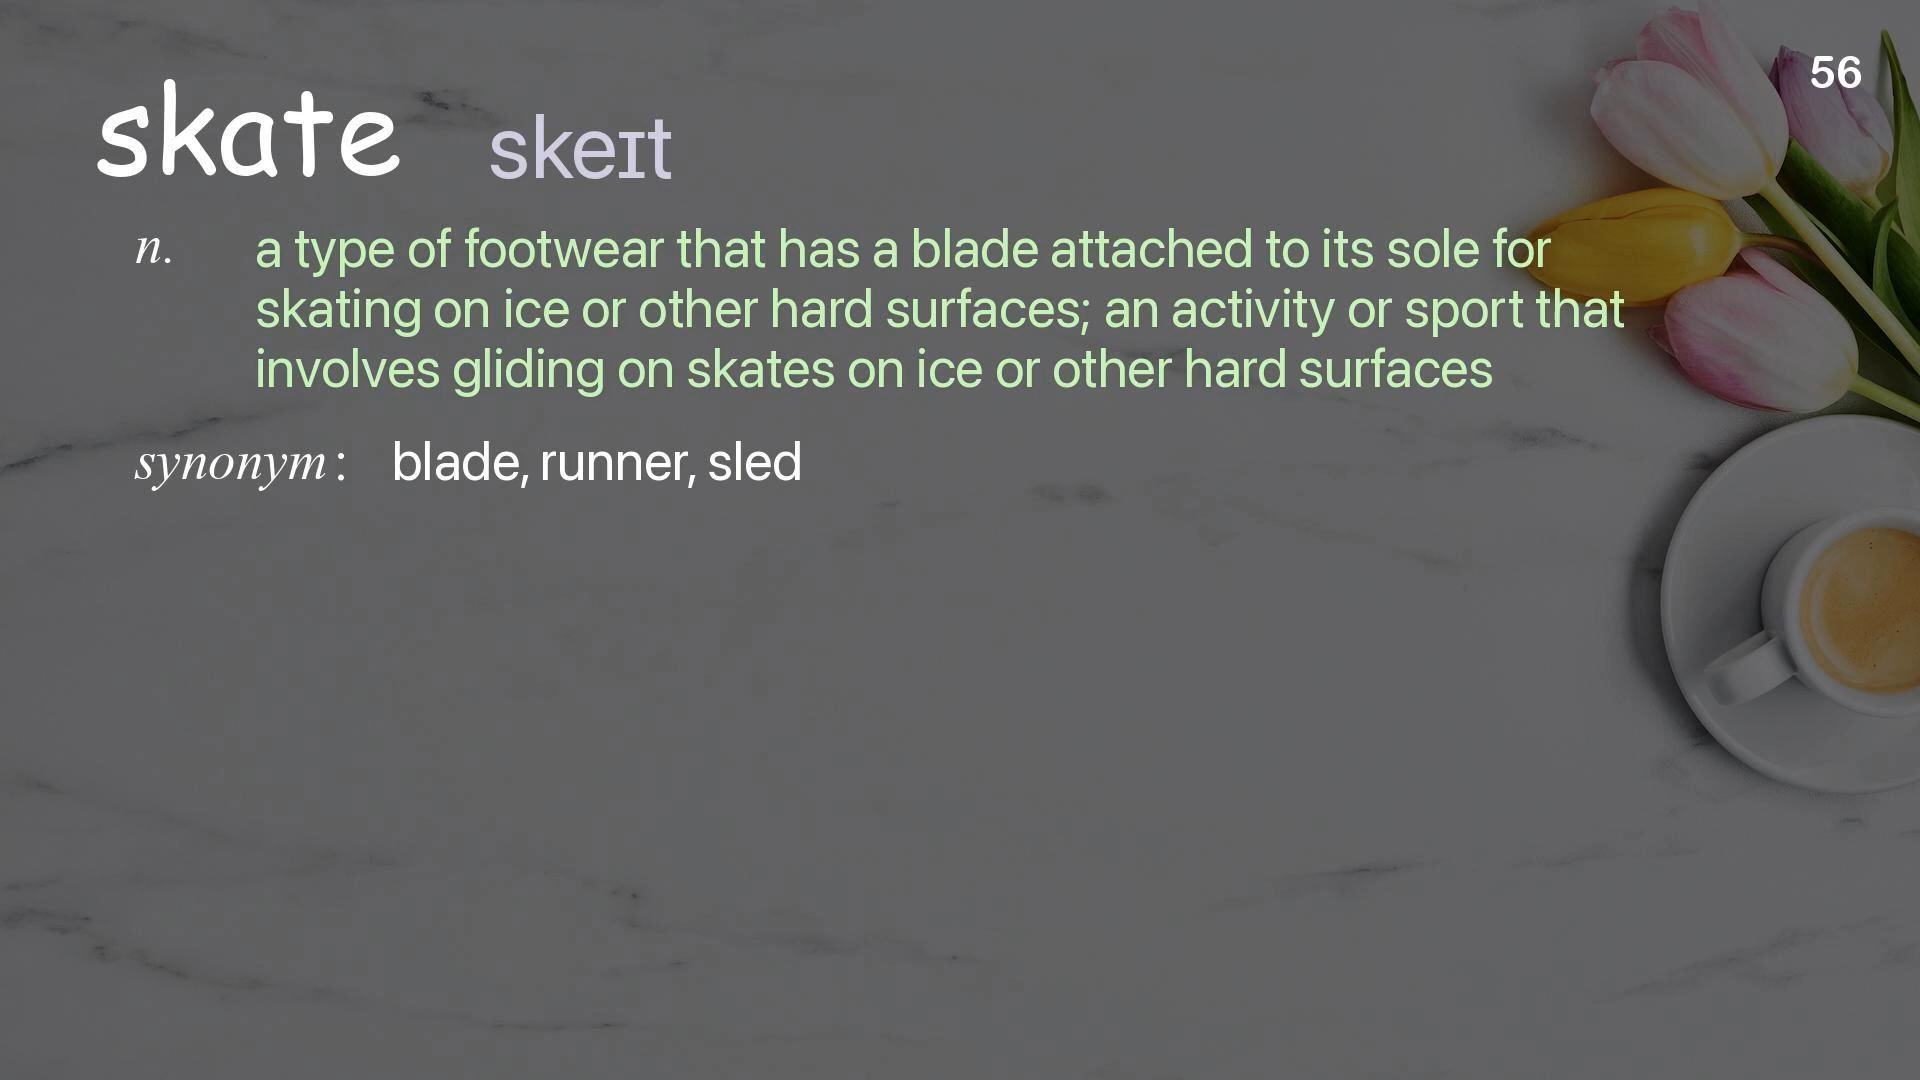 56
skate skeɪt
n. a type of footwear that has a blade attached to its sole for
skating on ice or other hard surfaces; an activity or sport that
involves gliding on skates on ice or other hard surfaces
synonym: blade, runner, sled